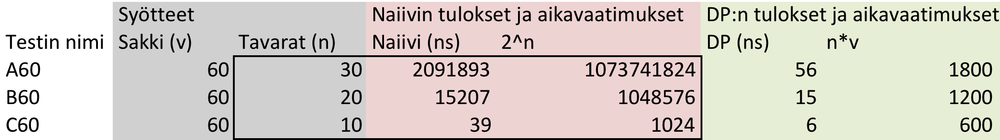 Syötteet Naiivin tulokset ja aikavaatimukset DP:n tulokset ja aikavaatimukset
Testin nimi Sakki (v) Tavarat (n) Naiivi (ns) 2^n DP (ns) n*v
A60 60 30 2091893 1073741824 56 1800
B60 60 20 15207 1048576 15 1200
C60 60 10 39 1024 6 600